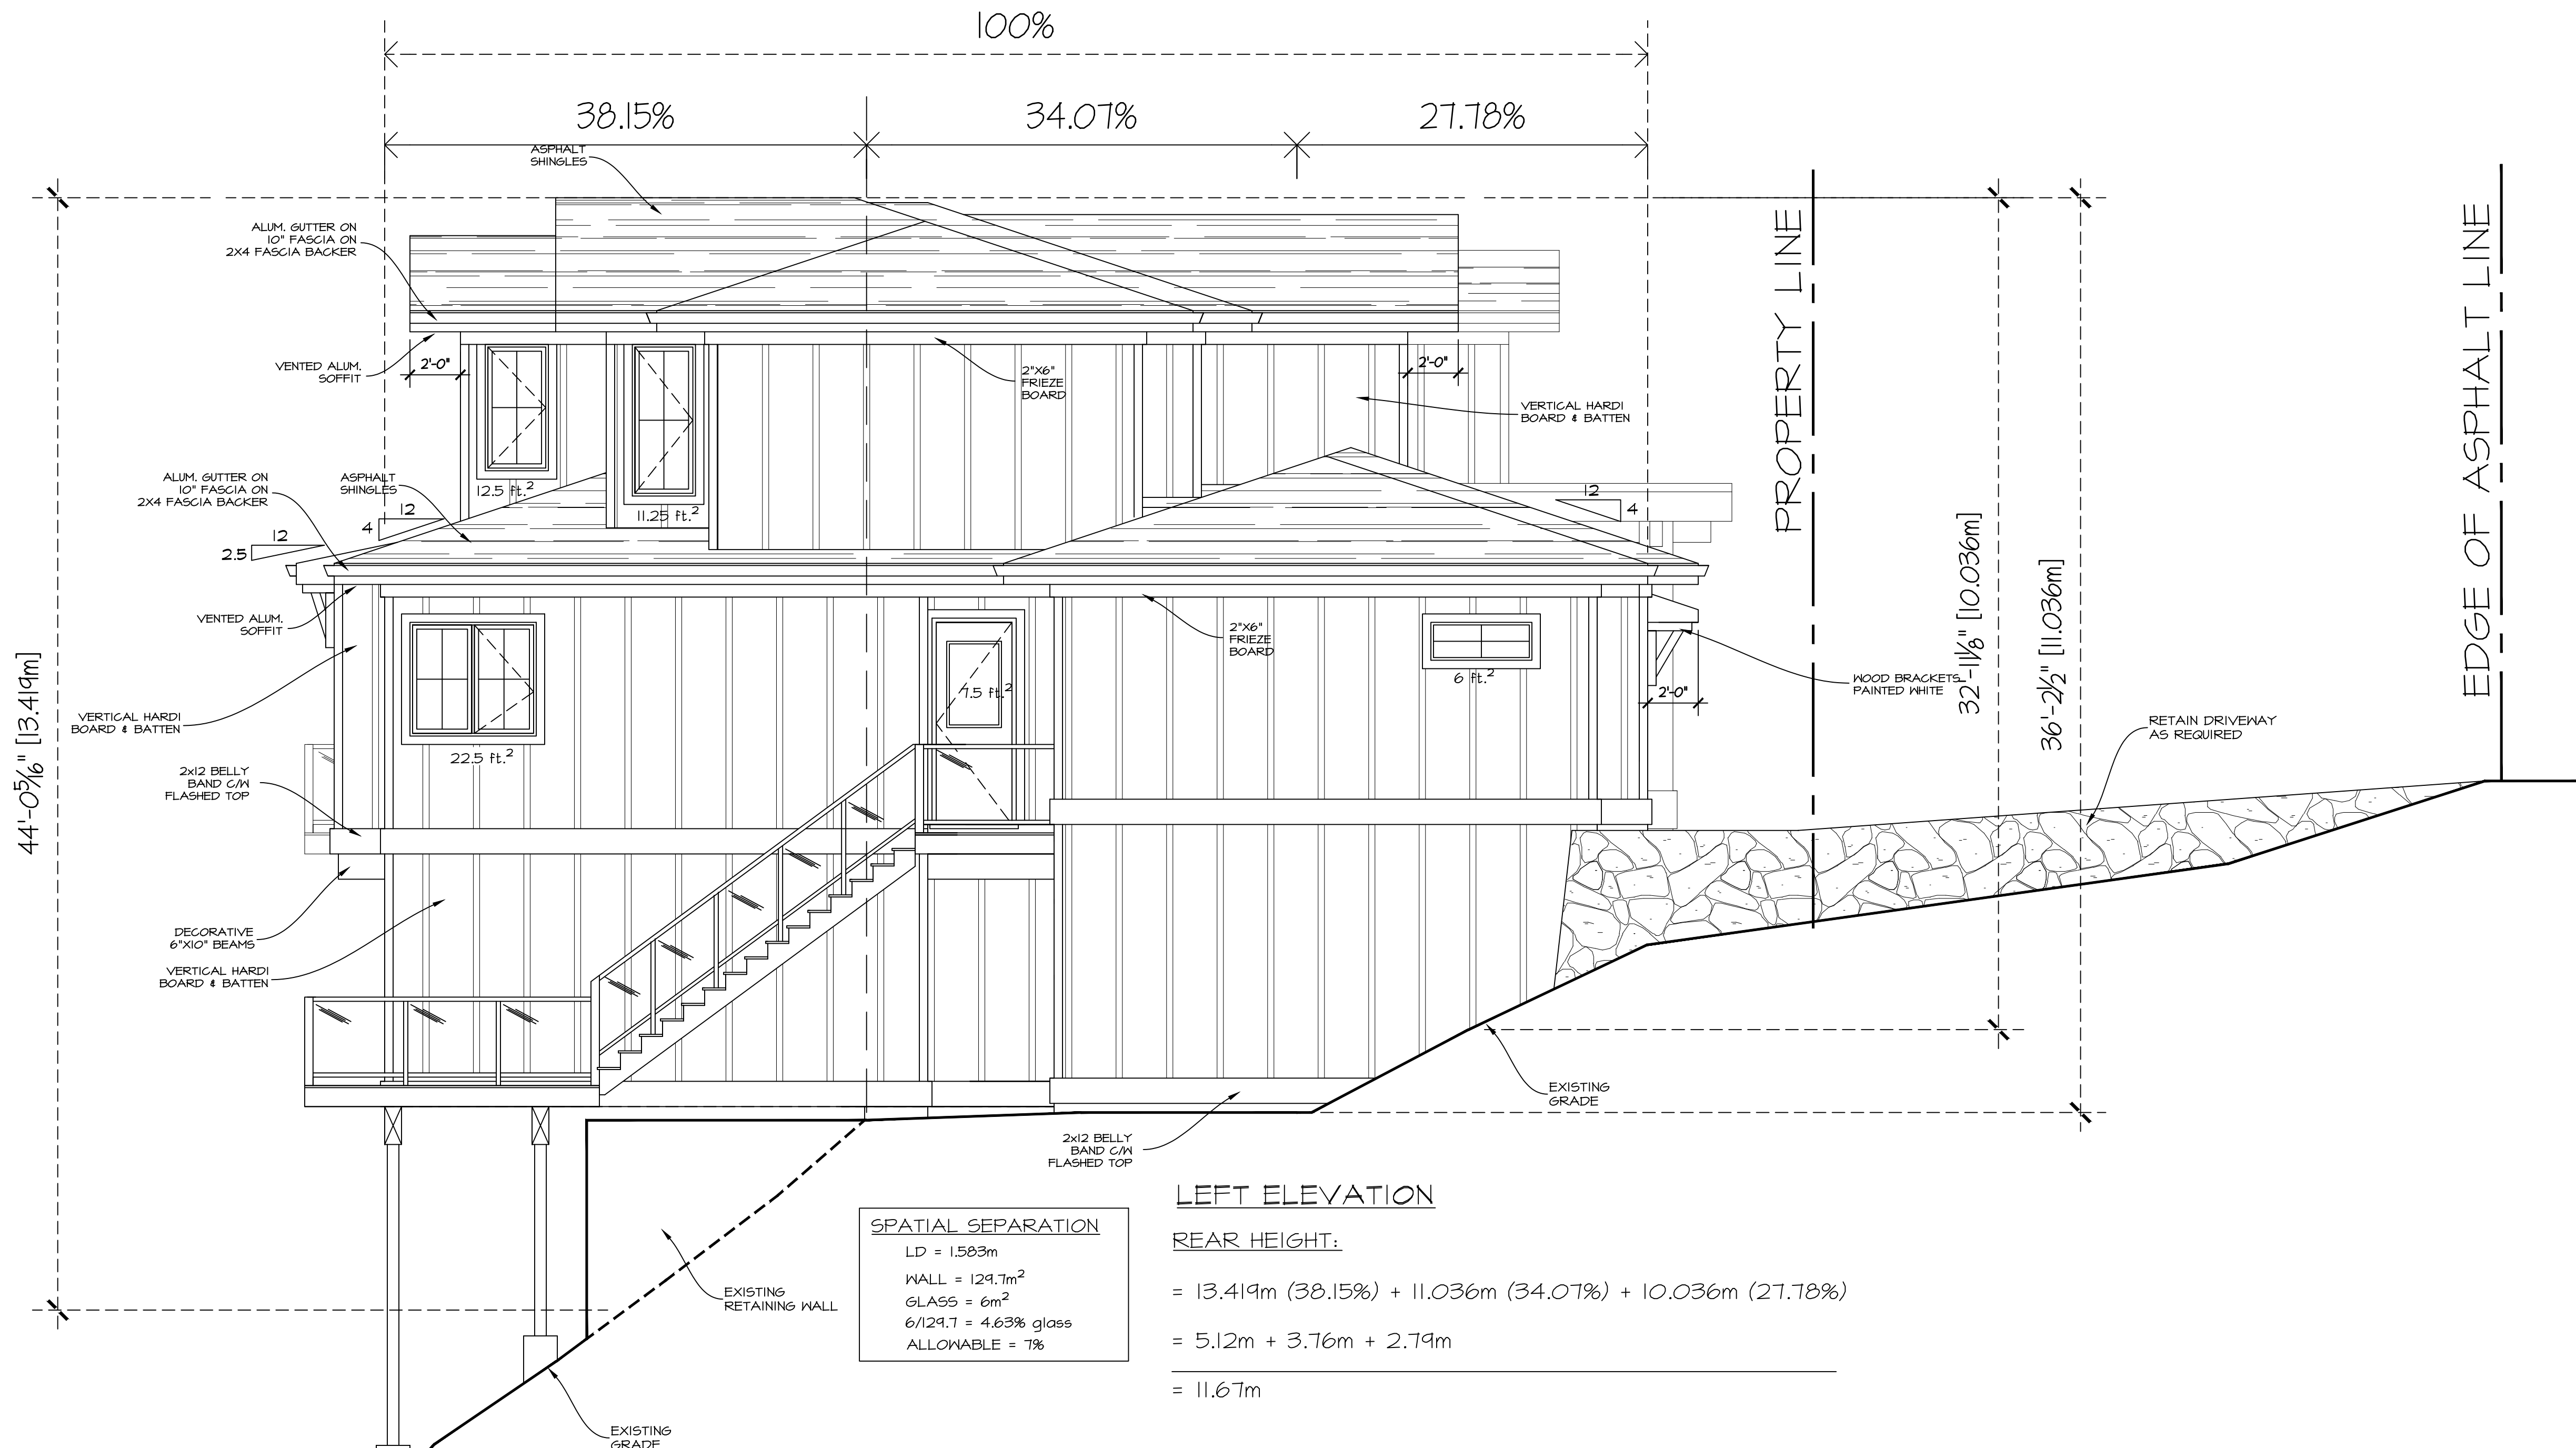 100%
38.15%
34.07%
27.78%
ASPHALT
SHINGLES
ALUM. GUTTER ON
10" FASCIA ON
2X4 FASCIA BACKER
VENTED ALUM.
SOFFIT
2'-0"
12.5 ft.²
11.25 ft.²
2"X6"
FRIEZE
BOARD
2'-0"
VERTICAL HARDI
BOARD & BATTEN
PROPERTY LINE
EDGE OF ASPHALT LINE
ALUM. GUTTER ON
10" FASCIA ON
2X4 FASCIA BACKER
ASPHALT
SHINGLES
12
4
12
2.5
12
4
VENTED ALUM.
SOFFIT
2"X6"
FRIEZE
BOARD
7.5 ft.²
6 ft.²
22.5 ft.²
WOOD BRACKETS
PAINTED WHITE
2'-0"
32'-11⅛" [10.036m]
36'-2½" [11.036m]
44'-0⁵⁄₁₆" [13.419m]
RETAIN DRIVEWAY
AS REQUIRED
VERTICAL HARDI
BOARD & BATTEN
2x12 BELLY
BAND C/W
FLASHED TOP
DECORATIVE
6"X10" BEAMS
VERTICAL HARDI
BOARD & BATTEN
EXISTING
GRADE
2x12 BELLY
BAND C/W
FLASHED TOP
EXISTING
RETAINING WALL
EXISTING
GRADE
SPATIAL SEPARATION
LD = 1.583m
WALL = 129.7m²
GLASS = 6m²
6/129.7 = 4.63% glass
ALLOWABLE = 7%
LEFT ELEVATION
REAR HEIGHT:
= 13.419m (38.15%) + 11.036m (34.07%) + 10.036m (27.78%)
= 5.12m + 3.76m + 2.79m
= 11.67m